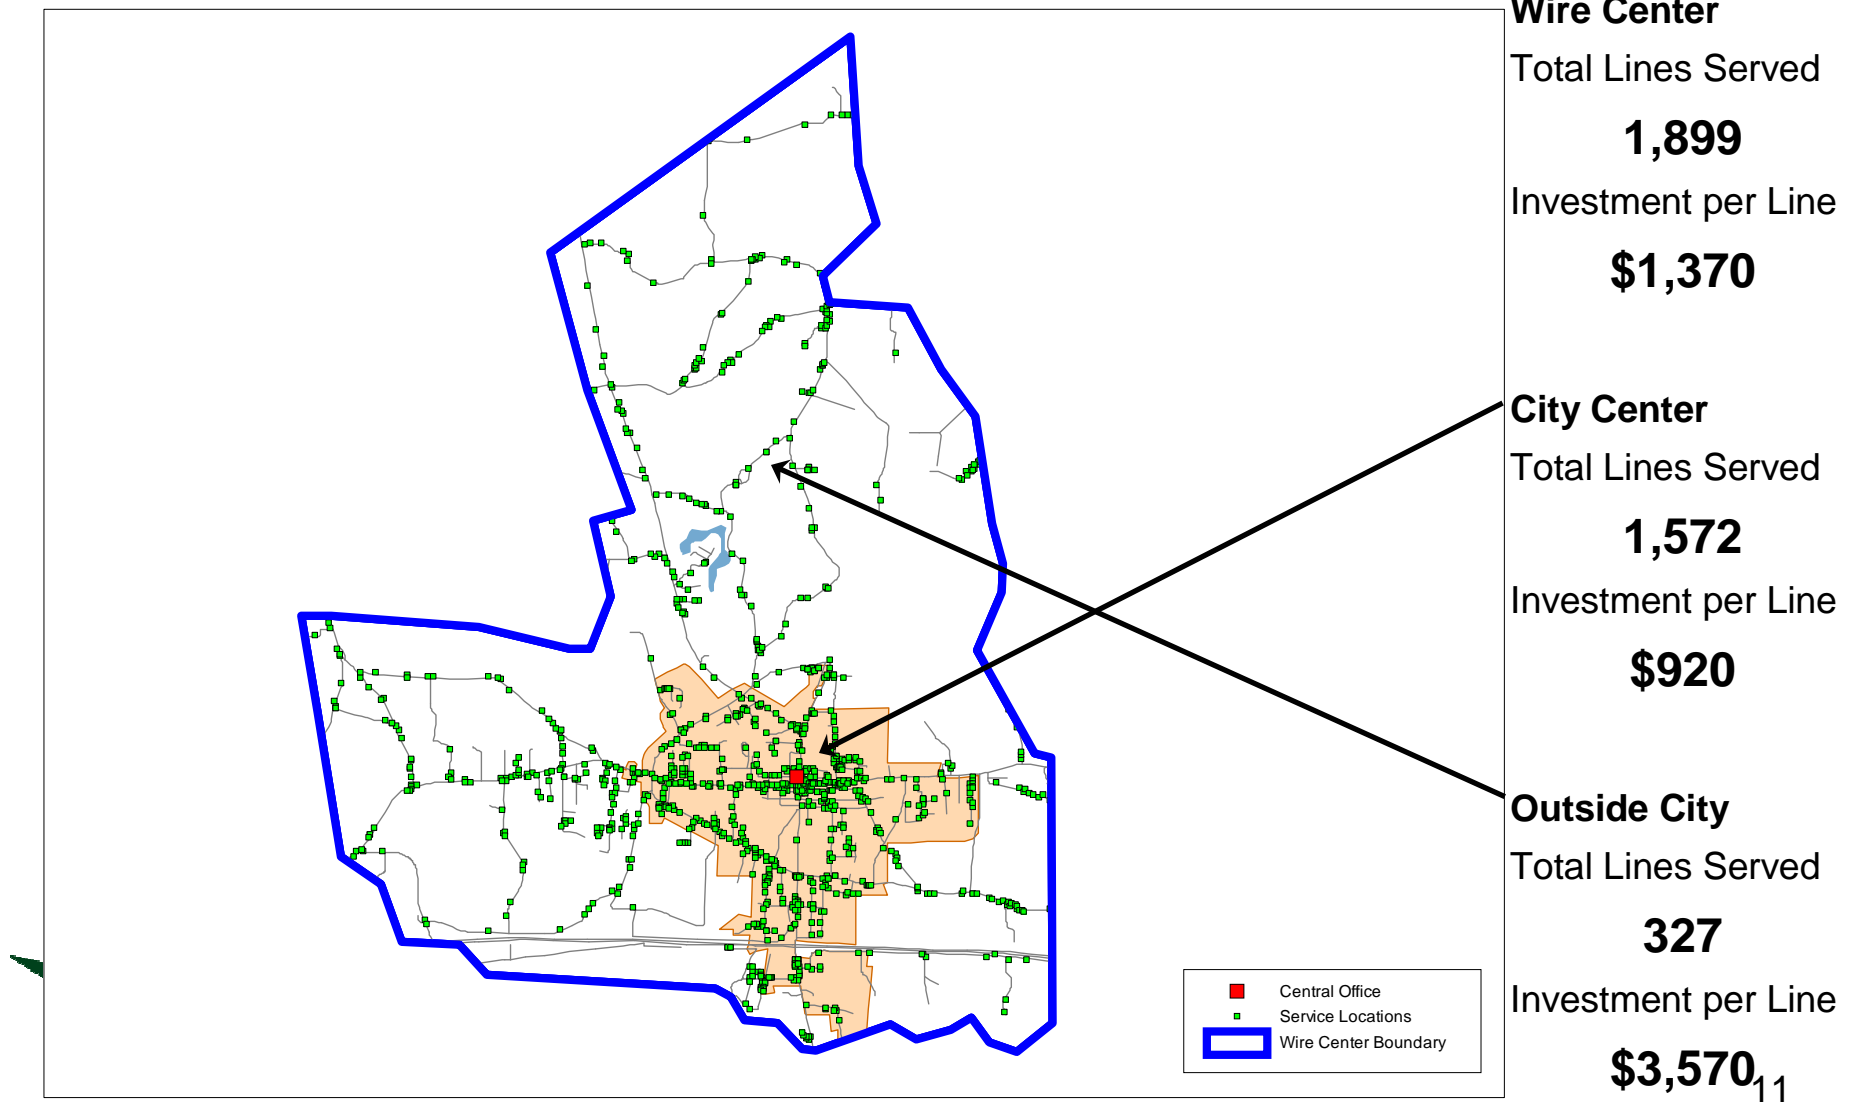 Wire Center
Total Lines Served
1,899
Investment per Line
$1,370
City Center
Total Lines Served
1,572
Investment per Line
$920
Outside City
Total Lines Served
327
Investment per Line
$3,570
11
Central Office
Service Locations
Wire Center Boundary